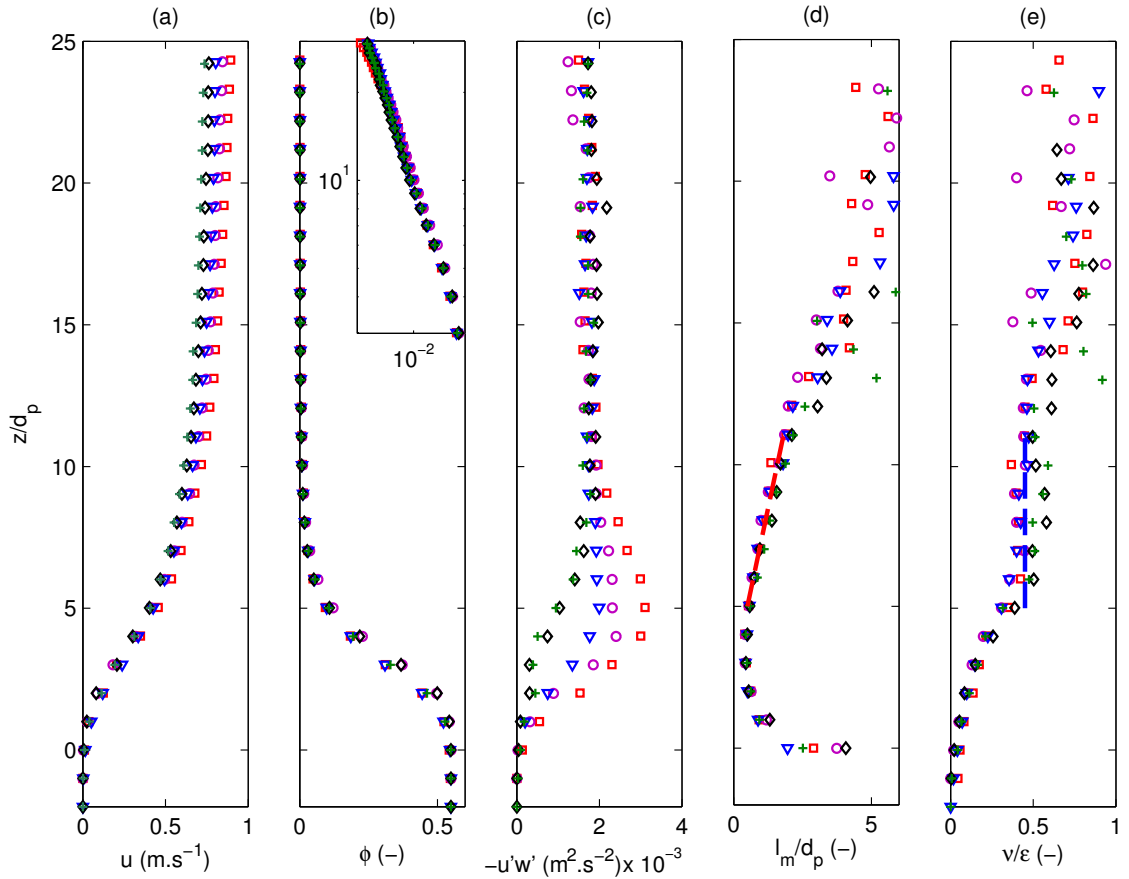 (a) (b) (c) (d) (e)
25
20
15
10
5
0
z/d_p
10^1
10^-2
0 0.5 1
0 0.5
0 2 4
0 5
0 0.5 1
u (m.s^−1)
ϕ (−)
−u'w' (m^2.s^−2)x 10^−3
l_m/d_p (−)
ν/ε (−)